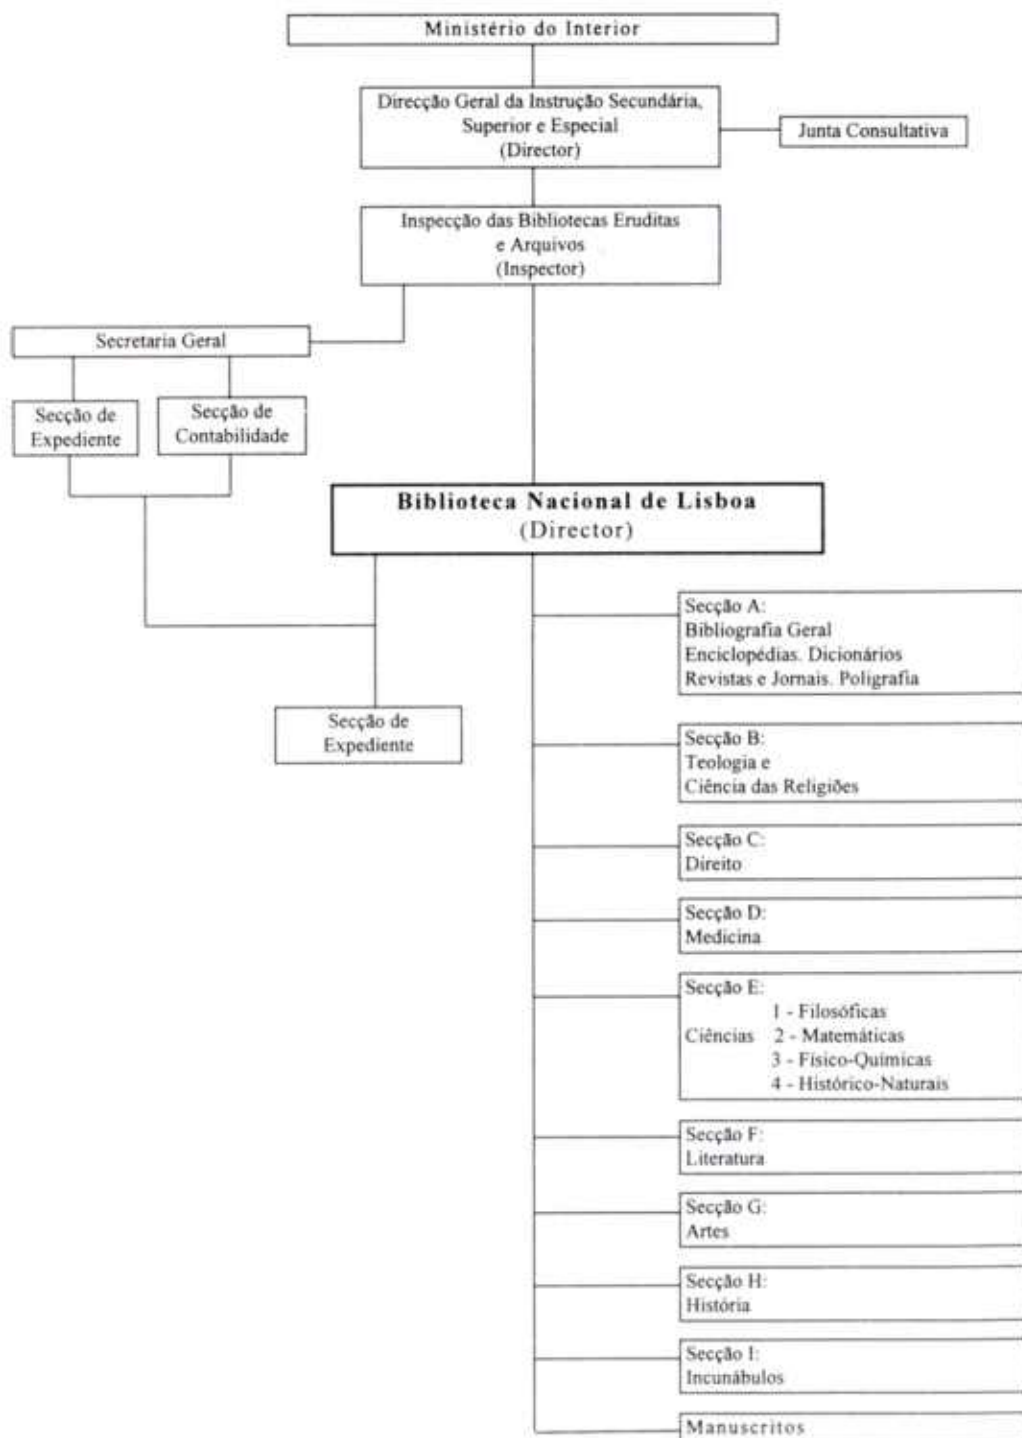 Ministério do Interior
Direcção Geral da Instrução Secundária,
Superior e Especial
(Director)
Junta Consultativa
Inspecção das Bibliotecas Eruditas
e Arquivos
(Inspector)
Secretaria Geral
Secção de
Expediente
Secção de
Contabilidade
Biblioteca Nacional de Lisboa
(Director)
Secção de
Expediente
Secção A:
Bibliografia Geral
Enciclopédias. Dicionários
Revistas e Jornais. Poligrafia
Secção B:
Teologia e
Ciência das Religiões
Secção C:
Direito
Secção D:
Medicina
Secção E:
1 - Filosóficas
Ciências 2 - Matemáticas
3 - Físico-Químicas
4 - Histórico-Naturais
Secção F:
Literatura
Secção G:
Artes
Secção H:
História
Secção I:
Incunábulos
Manuscritos